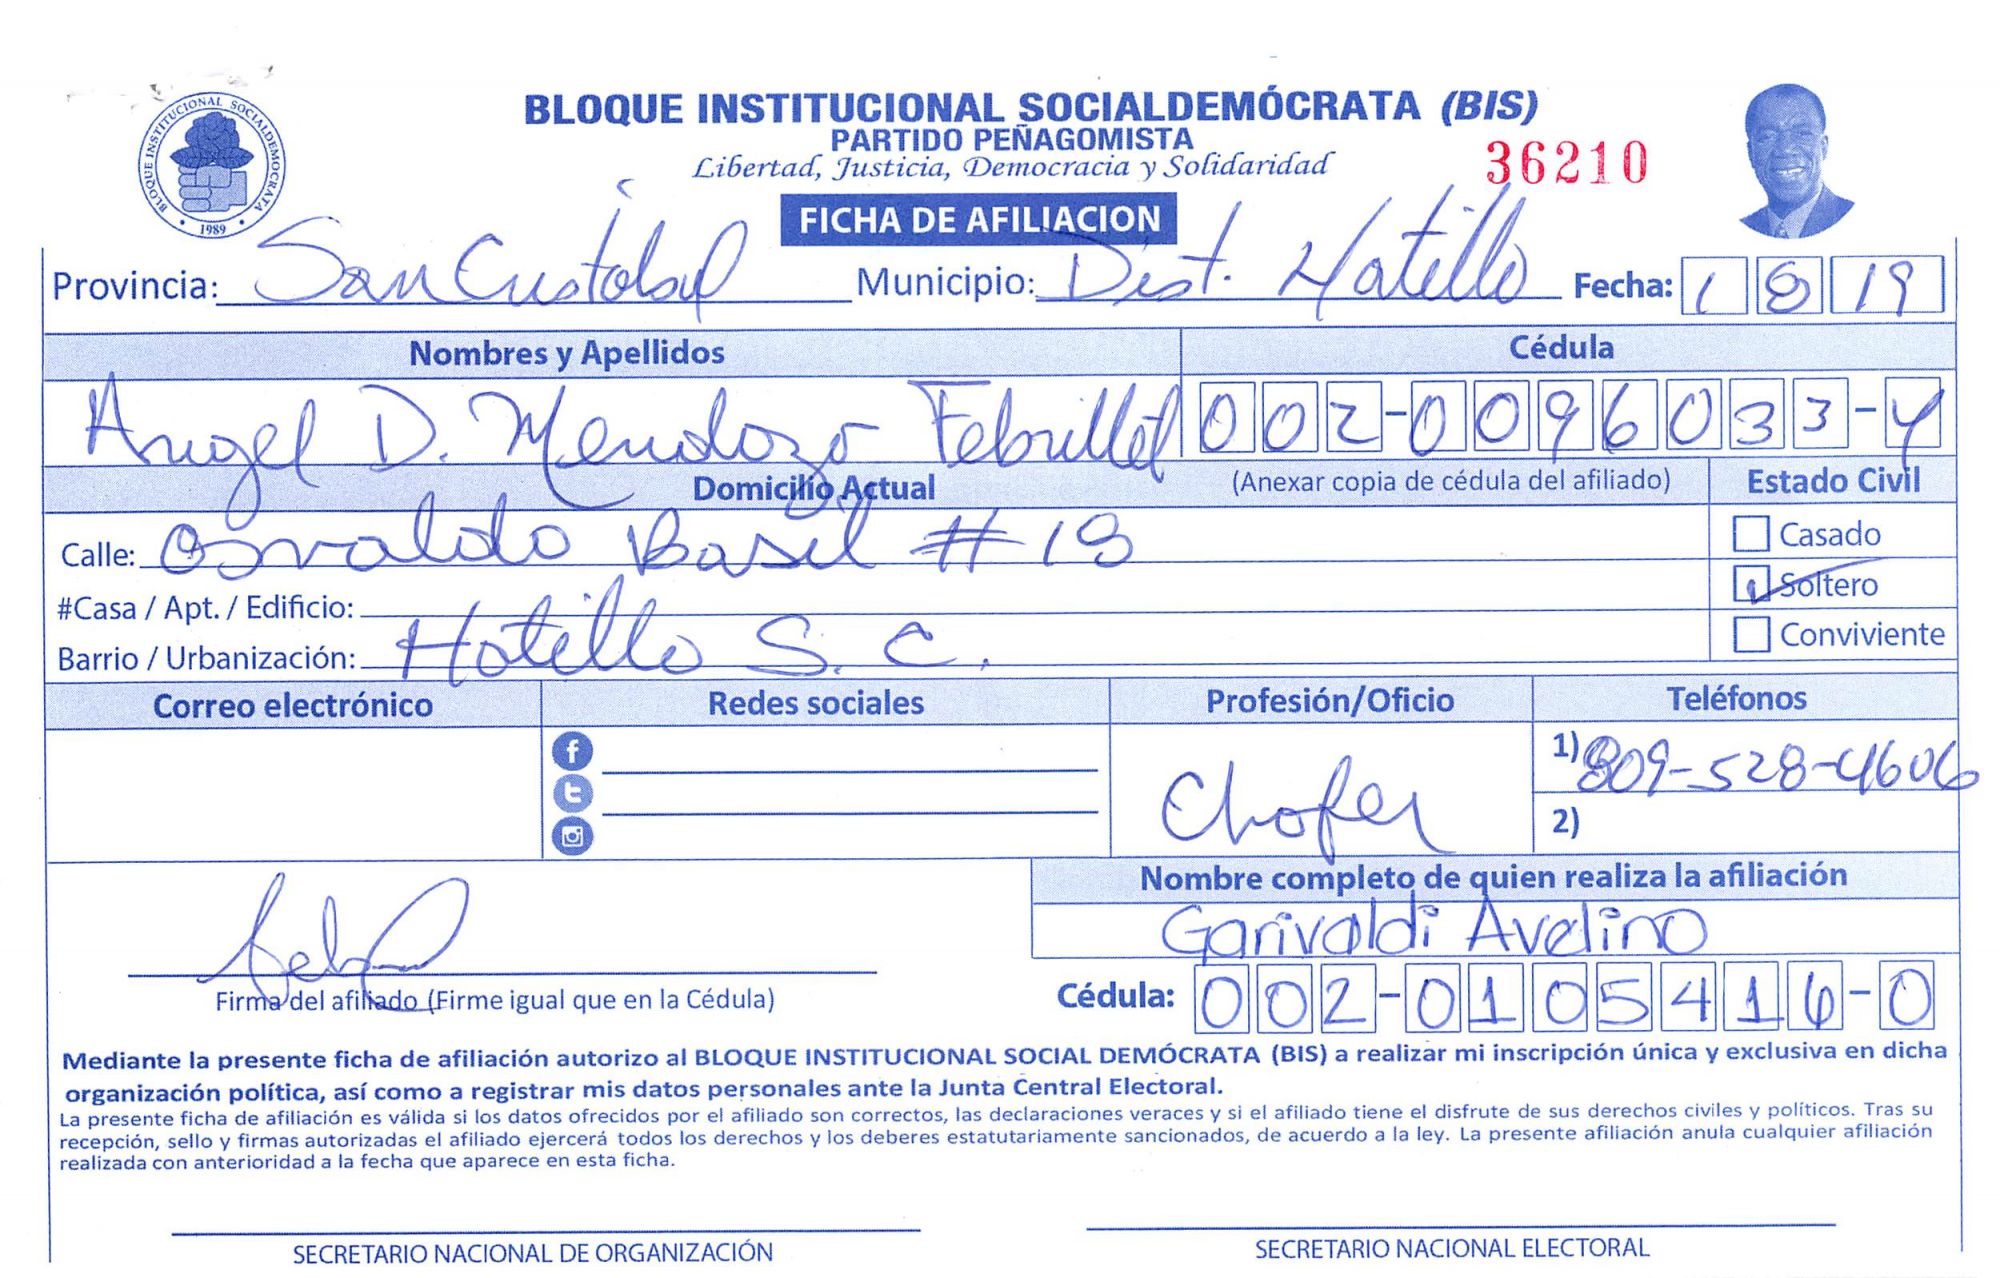 BLOQUE INSTITUCIONAL SOCIALDEMOCRATA
1989
BLOQUE INSTITUCIONAL SOCIALDEMÓCRATA (BIS)
PARTIDO PEÑAGOMISTA
Libertad, Justicia, Democracia y Solidaridad
36210
FICHA DE AFILIACION
Provincia: San Cristobal Municipio: Dist. Hatillo Fecha: 1 8 19
Nombres y Apellidos Cédula
Angel D. Mendoza Febrillet 002-0096033-4
Domicilio Actual (Anexar copia de cédula del afiliado) Estado Civil
Calle: Osvaldo Basil # 18 Casado
#Casa / Apt. / Edificio: Soltero
Barrio / Urbanización: Hatillo S. C. Conviviente
Correo electrónico Redes sociales Profesión/Oficio Teléfonos
Chofer 1) 809-528-4606
2)
Nombre completo de quien realiza la afiliación
Garivaldi Avelino
Firma del afiliado (Firme igual que en la Cédula) Cédula: 002-0105416-0
Mediante la presente ficha de afiliación autorizo al BLOQUE INSTITUCIONAL SOCIAL DEMÓCRATA (BIS) a realizar mi inscripción única y exclusiva en dicha
organización política, así como a registrar mis datos personales ante la Junta Central Electoral.
La presente ficha de afiliación es válida si los datos ofrecidos por el afiliado son correctos, las declaraciones veraces y si el afiliado tiene el disfrute de sus derechos civiles y políticos. Tras su
recepción, sello y firmas autorizadas el afiliado ejercerá todos los derechos y los deberes estatutariamente sancionados, de acuerdo a la ley. La presente afiliación anula cualquier afiliación
realizada con anterioridad a la fecha que aparece en esta ficha.
SECRETARIO NACIONAL DE ORGANIZACIÓN SECRETARIO NACIONAL ELECTORAL